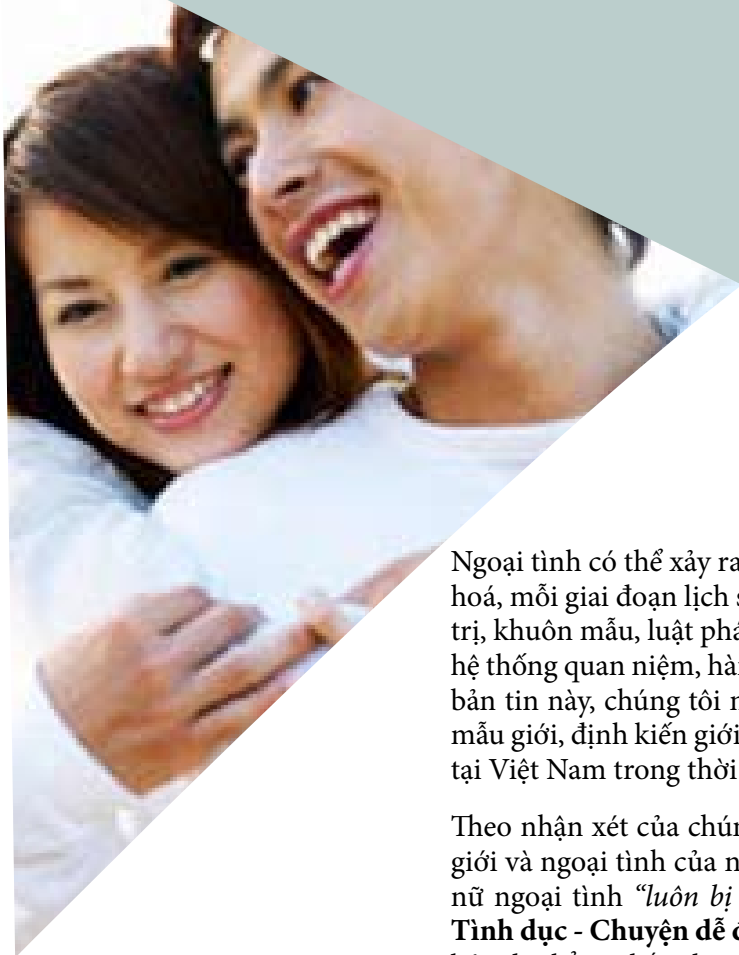 Ngoại tình có thể xảy ra
hoá, mỗi giai đoạn lịch s
trị, khuôn mẫu, luật phá
hệ thống quan niệm, hà
bản tin này, chúng tôi
mẫu giới, định kiến giới
tại Việt Nam trong thời
Theo nhận xét của chún
giới và ngoại tình của n
nữ ngoại tình “luôn bị
Tình dục - Chuyện dễ